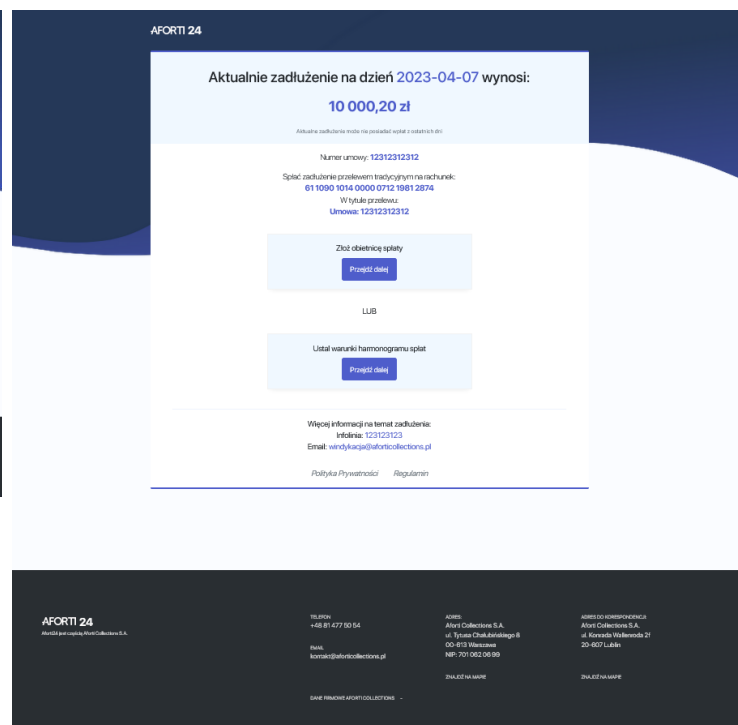 AFORTI 24
Aktualnie zadłużenie na dzień 2023-04-07 wynosi:
10 000,20 zł
Aktualne zadłużenie może nie posiadać wpłat z ostatnich dni
Numer umowy: 12312312312
Spłać zadłużenie przelewem tradycyjnym na rachunek:
61 1090 1014 0000 0712 1981 2874
W tytule przelewu:
Umowa: 12312312312
Złoż obietnicę spłaty
Przejdź dalej
LUB
Ustal warunki harmonogramu spłat
Przejdź dalej
Więcej informacji na temat zadłużenia:
Infolinia: 123123123
Email: windykacja@aforticollections.pl
Polityka Prywatności Regulamin
AFORTI 24
Aforti24 jest częścią Aforti Collections S.A.
TELEFON
+48 81 477 50 54
EMAIL
kontakt@aforticollections.pl
DANE FIRMOWE AFORTI COLLECTIONS →
ADRES:
Aforti Collections S.A.
ul. Tytusa Chałubińskiego 8
00-613 Warszawa
NIP: 701 062 06 99
ZNAJDŹ NA MAPIE
ADRES DO KORESPONDENCJI:
Aforti Collections S.A.
ul. Konrada Wallenroda 2f
20-607 Lublin
ZNAJDŹ NA MAPIE